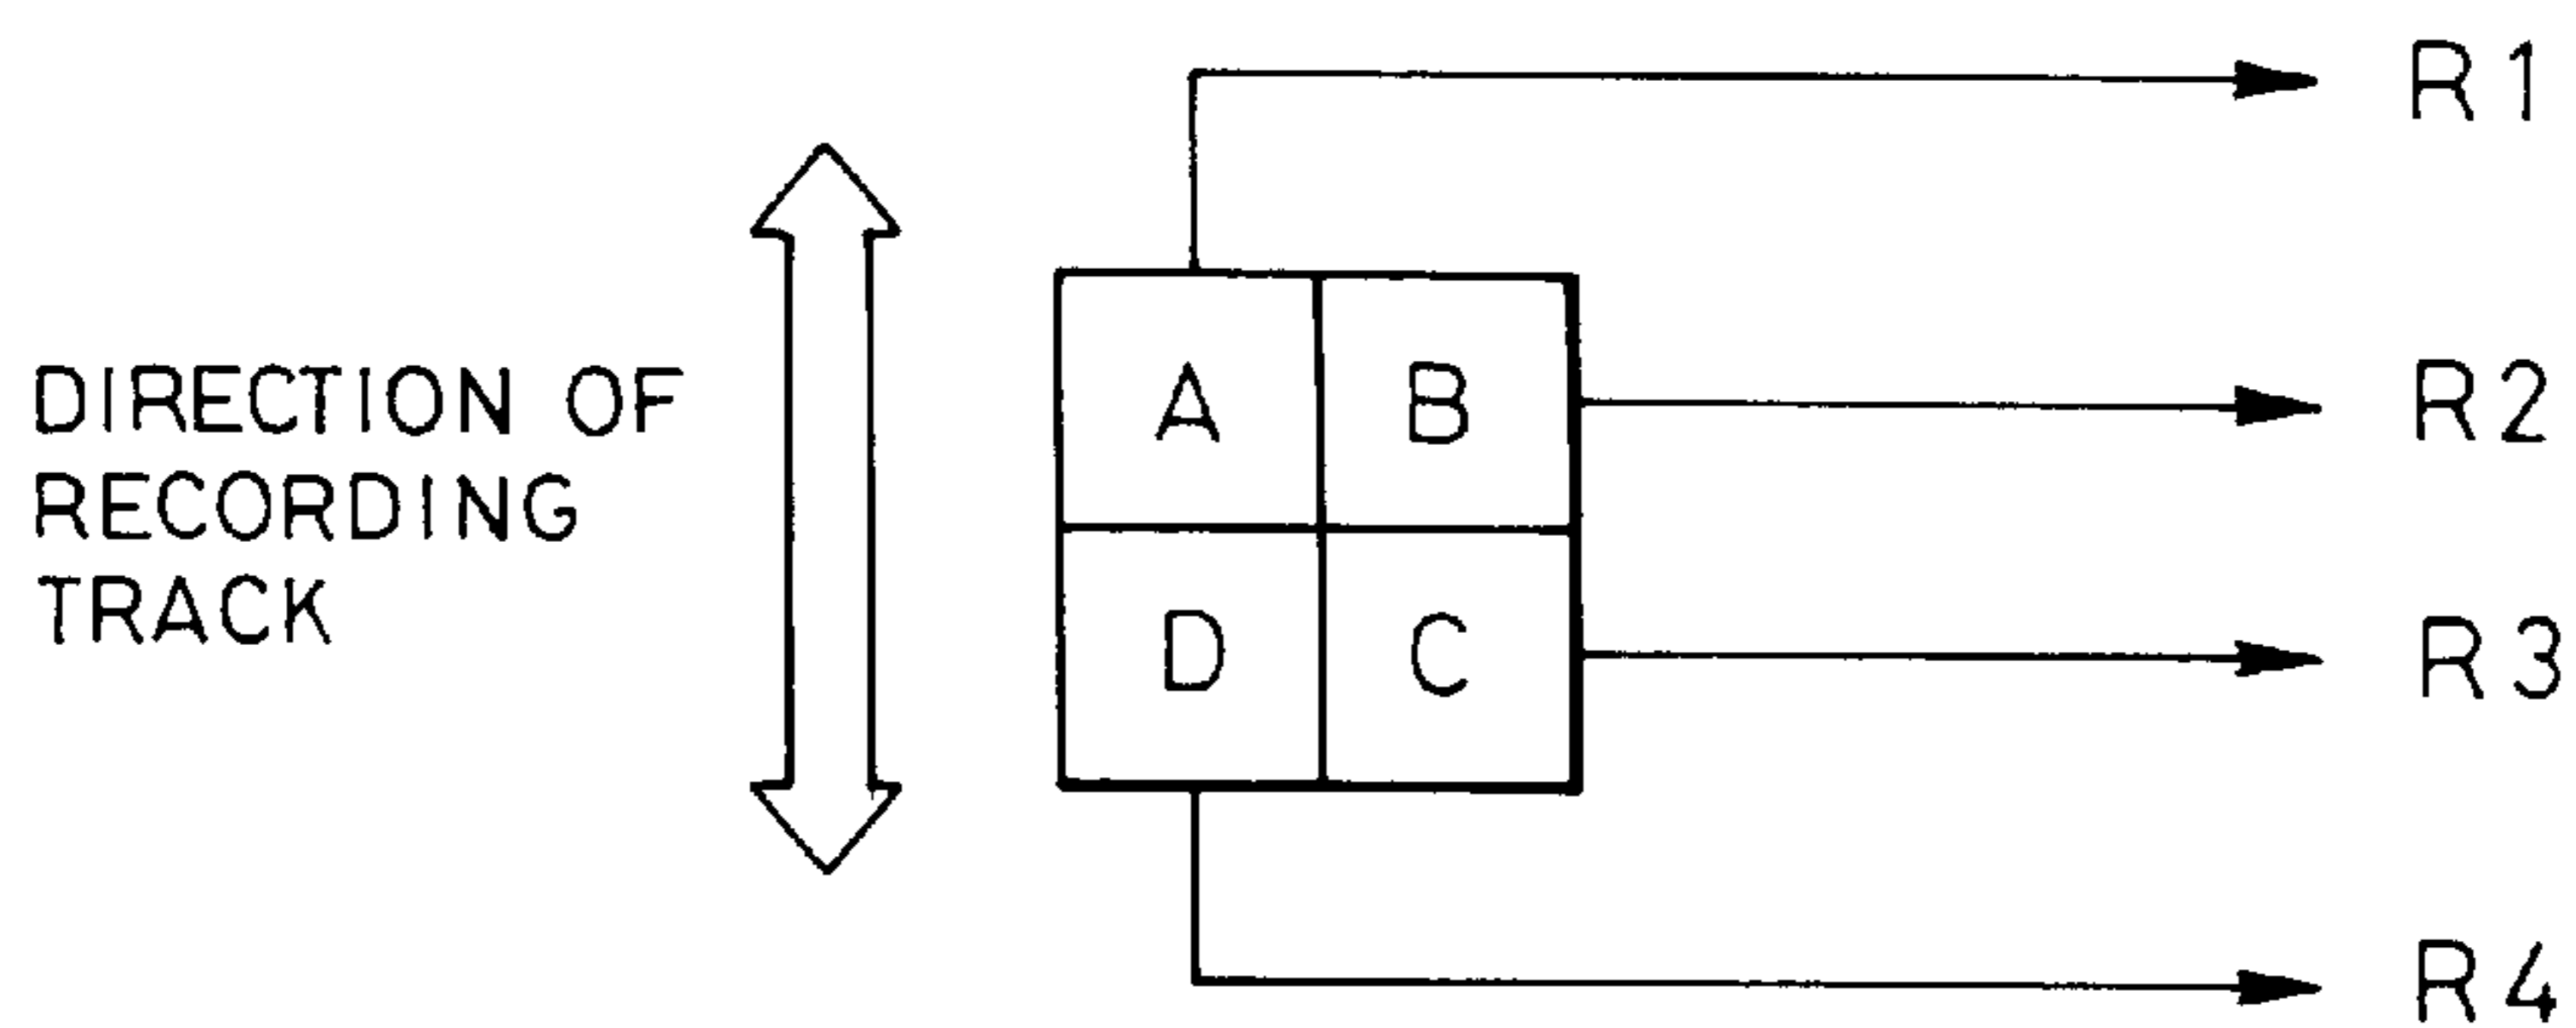 R1
DIRECTION OF
RECORDING
TRACK
A B
D C
R2
R3
R4